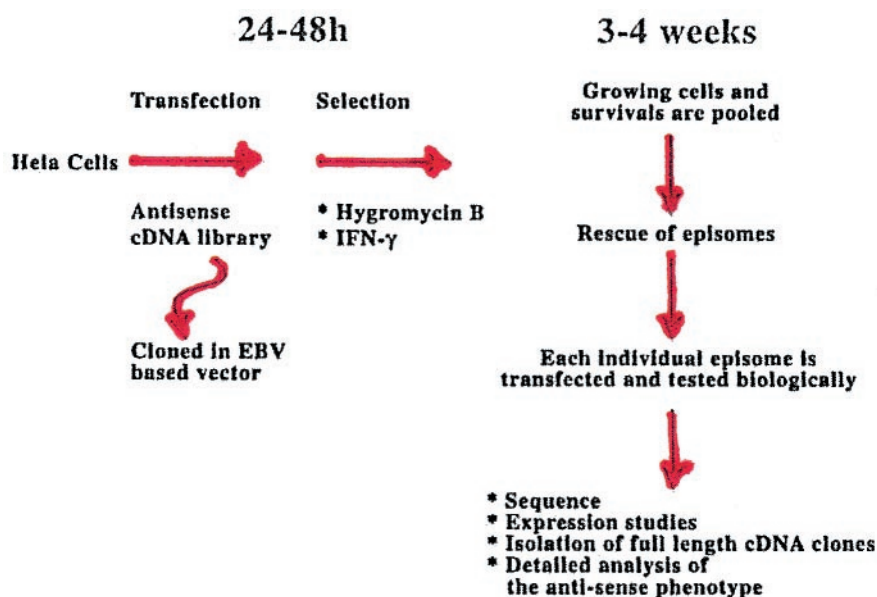 24-48h
3-4 weeks
Transfection
Selection
Hela Cells
Antisense
cDNA library
* Hygromycin B
* IFN-γ
Cloned in EBV
based vector
Growing cells and
survivals are pooled
Rescue of episomes
Each individual episome is
transfected and tested biologically
* Sequence
* Expression studies
* Isolation of full length cDNA clones
* Detailed analysis of
the anti-sense phenotype